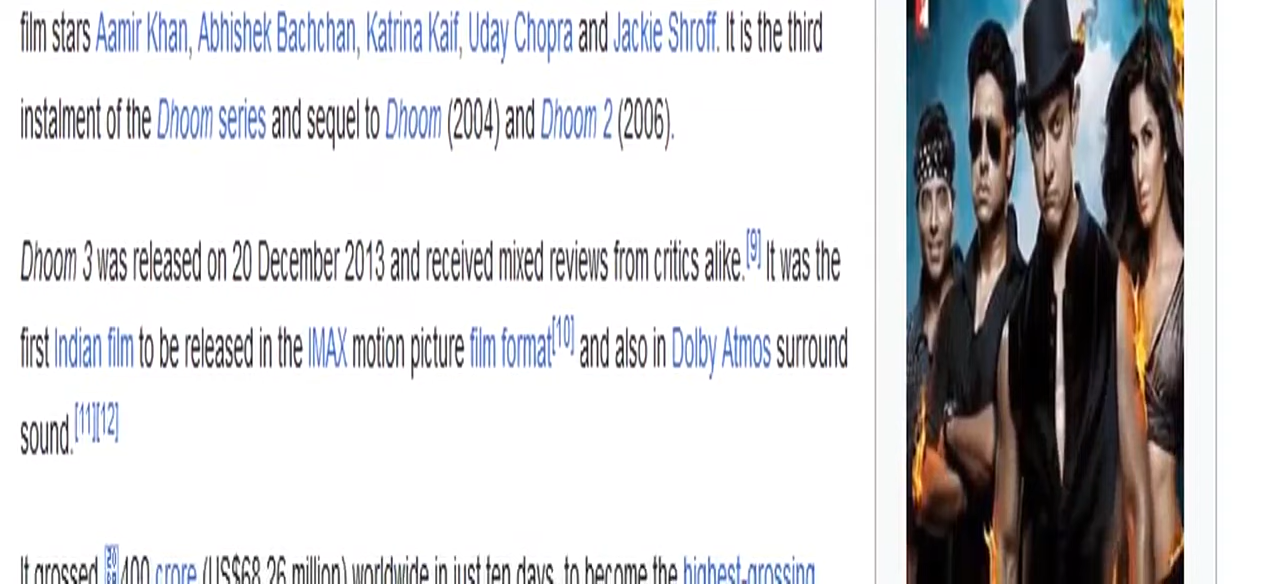 film stars Aamir Khan, Abhishek Bachchan, Katrina Kaif, Uday Chopra and Jackie Shroff. It is the third
instalment of the Dhoom series and sequel to Dhoom (2004) and Dhoom 2 (2006).
Dhoom 3 was released on 20 December 2013 and received mixed reviews from critics alike.[9] It was the
first Indian film to be released in the IMAX motion picture film format[10] and also in Dolby Atmos surround
sound.[11][12]
It grossed 400 crore (US$68.26 million) worldwide in just ten days, to become the highest-grossing